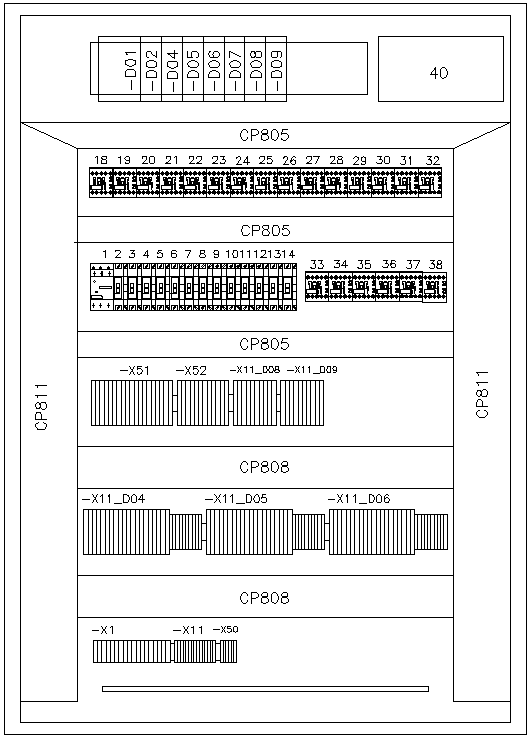 -D01 -D02 -D04 -D05 -D06 -D07 -D08 -D09
40
CP805
18 19 20 21 22 23 24 25 26 27 28 29 30 31 32
CP805
1 2 3 4 5 6 7 8 9 10 11 12 13 14
33 34 35 36 37 38
CP805
-X51 -X52 -X11_D08 -X11_D09
CP811
CP811
CP808
-X11_D04 -X11_D05 -X11_D06
CP808
-X1 -X11 -X50